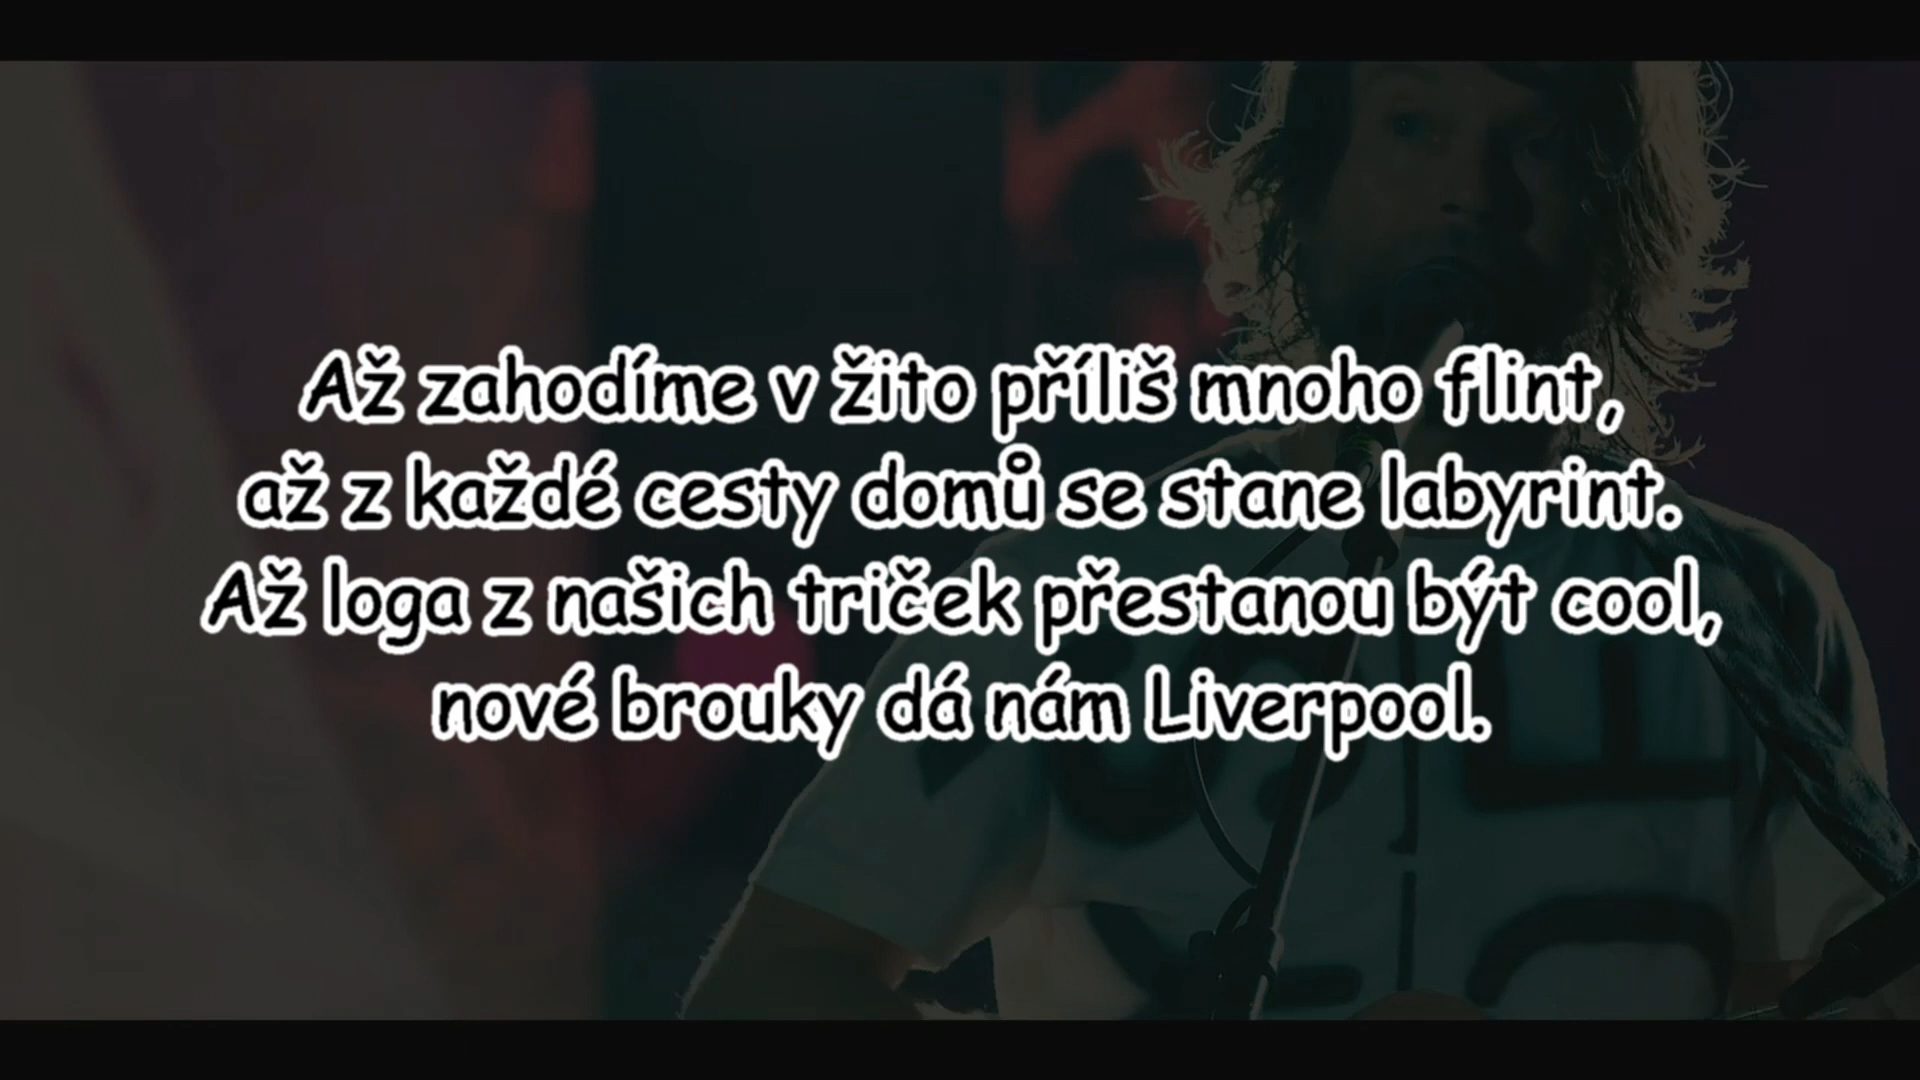 Až zahodíme v žito příliš mnoho flint,
až z každé cesty domů se stane labyrint.
Až loga z našich triček přestanou být cool,
nové brouky dá nám Liverpool.